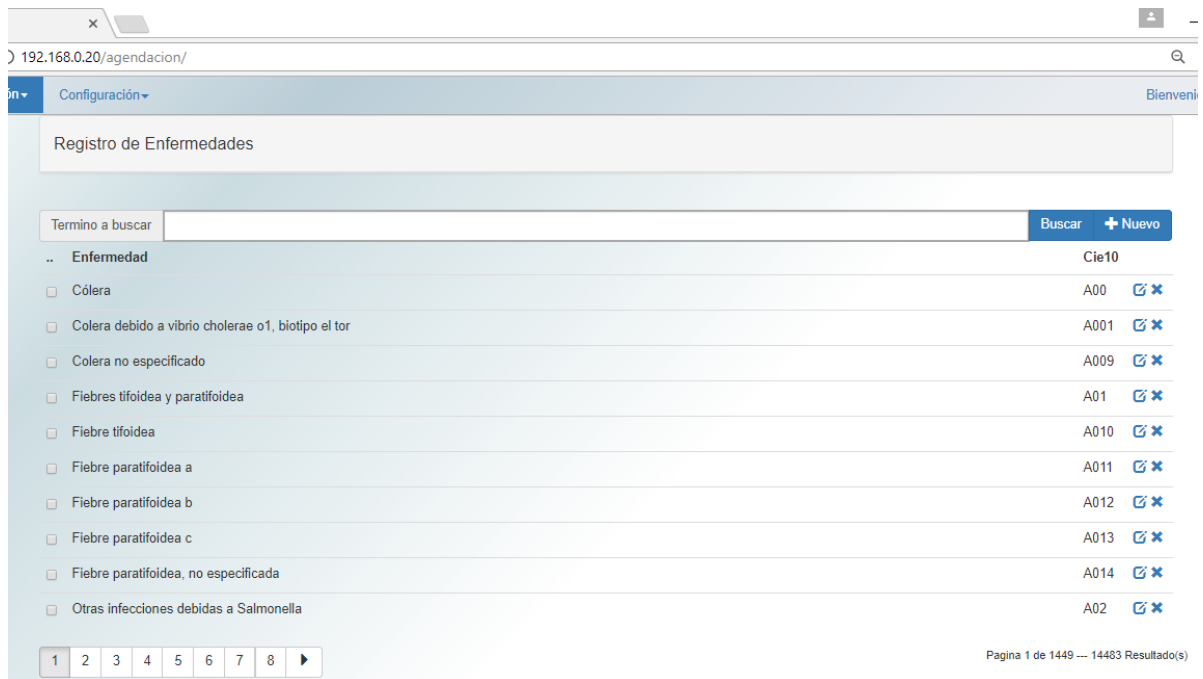 192.168.0.20/agendacion/
ón Configuración Bienveni
Registro de Enfermedades
Termino a buscar Buscar Nuevo
.. Enfermedad Cie10
Cólera A00
Colera debido a vibrio cholerae o1, biotipo el tor A001
Colera no especificado A009
Fiebres tifoidea y paratifoidea A01
Fiebre tifoidea A010
Fiebre paratifoidea a A011
Fiebre paratifoidea b A012
Fiebre paratifoidea c A013
Fiebre paratifoidea, no especificada A014
Otras infecciones debidas a Salmonella A02
1 2 3 4 5 6 7 8 Pagina 1 de 1449 --- 14483 Resultado(s)